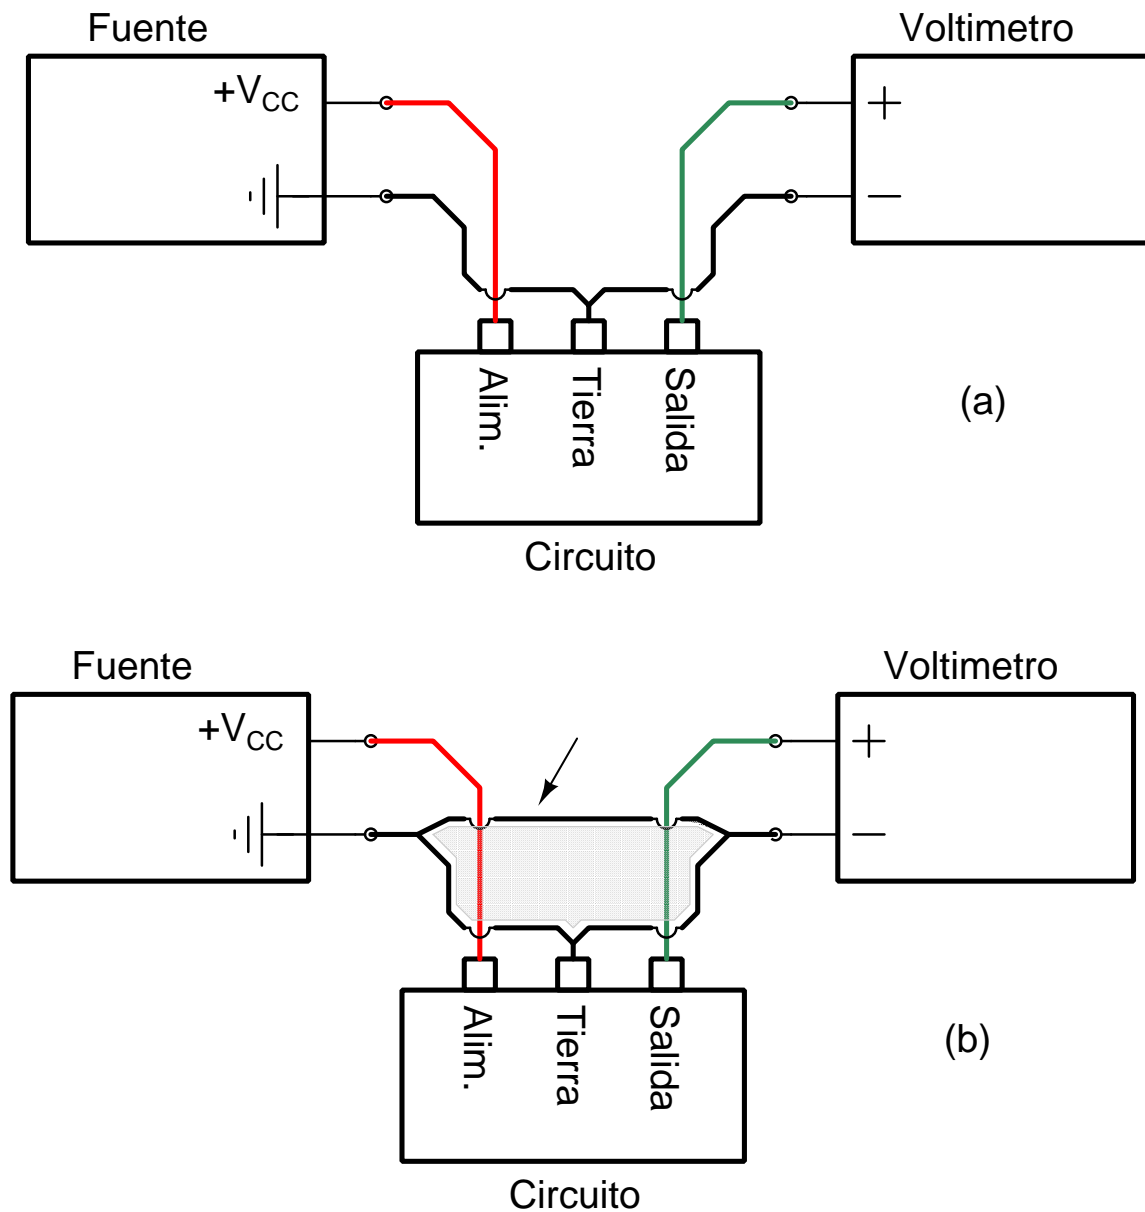 Fuente
Voltimetro
+VCC
+
−
Alim.
Tierra
Salida
(a)
Circuito
Fuente
Voltimetro
+VCC
+
−
Alim.
Tierra
Salida
(b)
Circuito